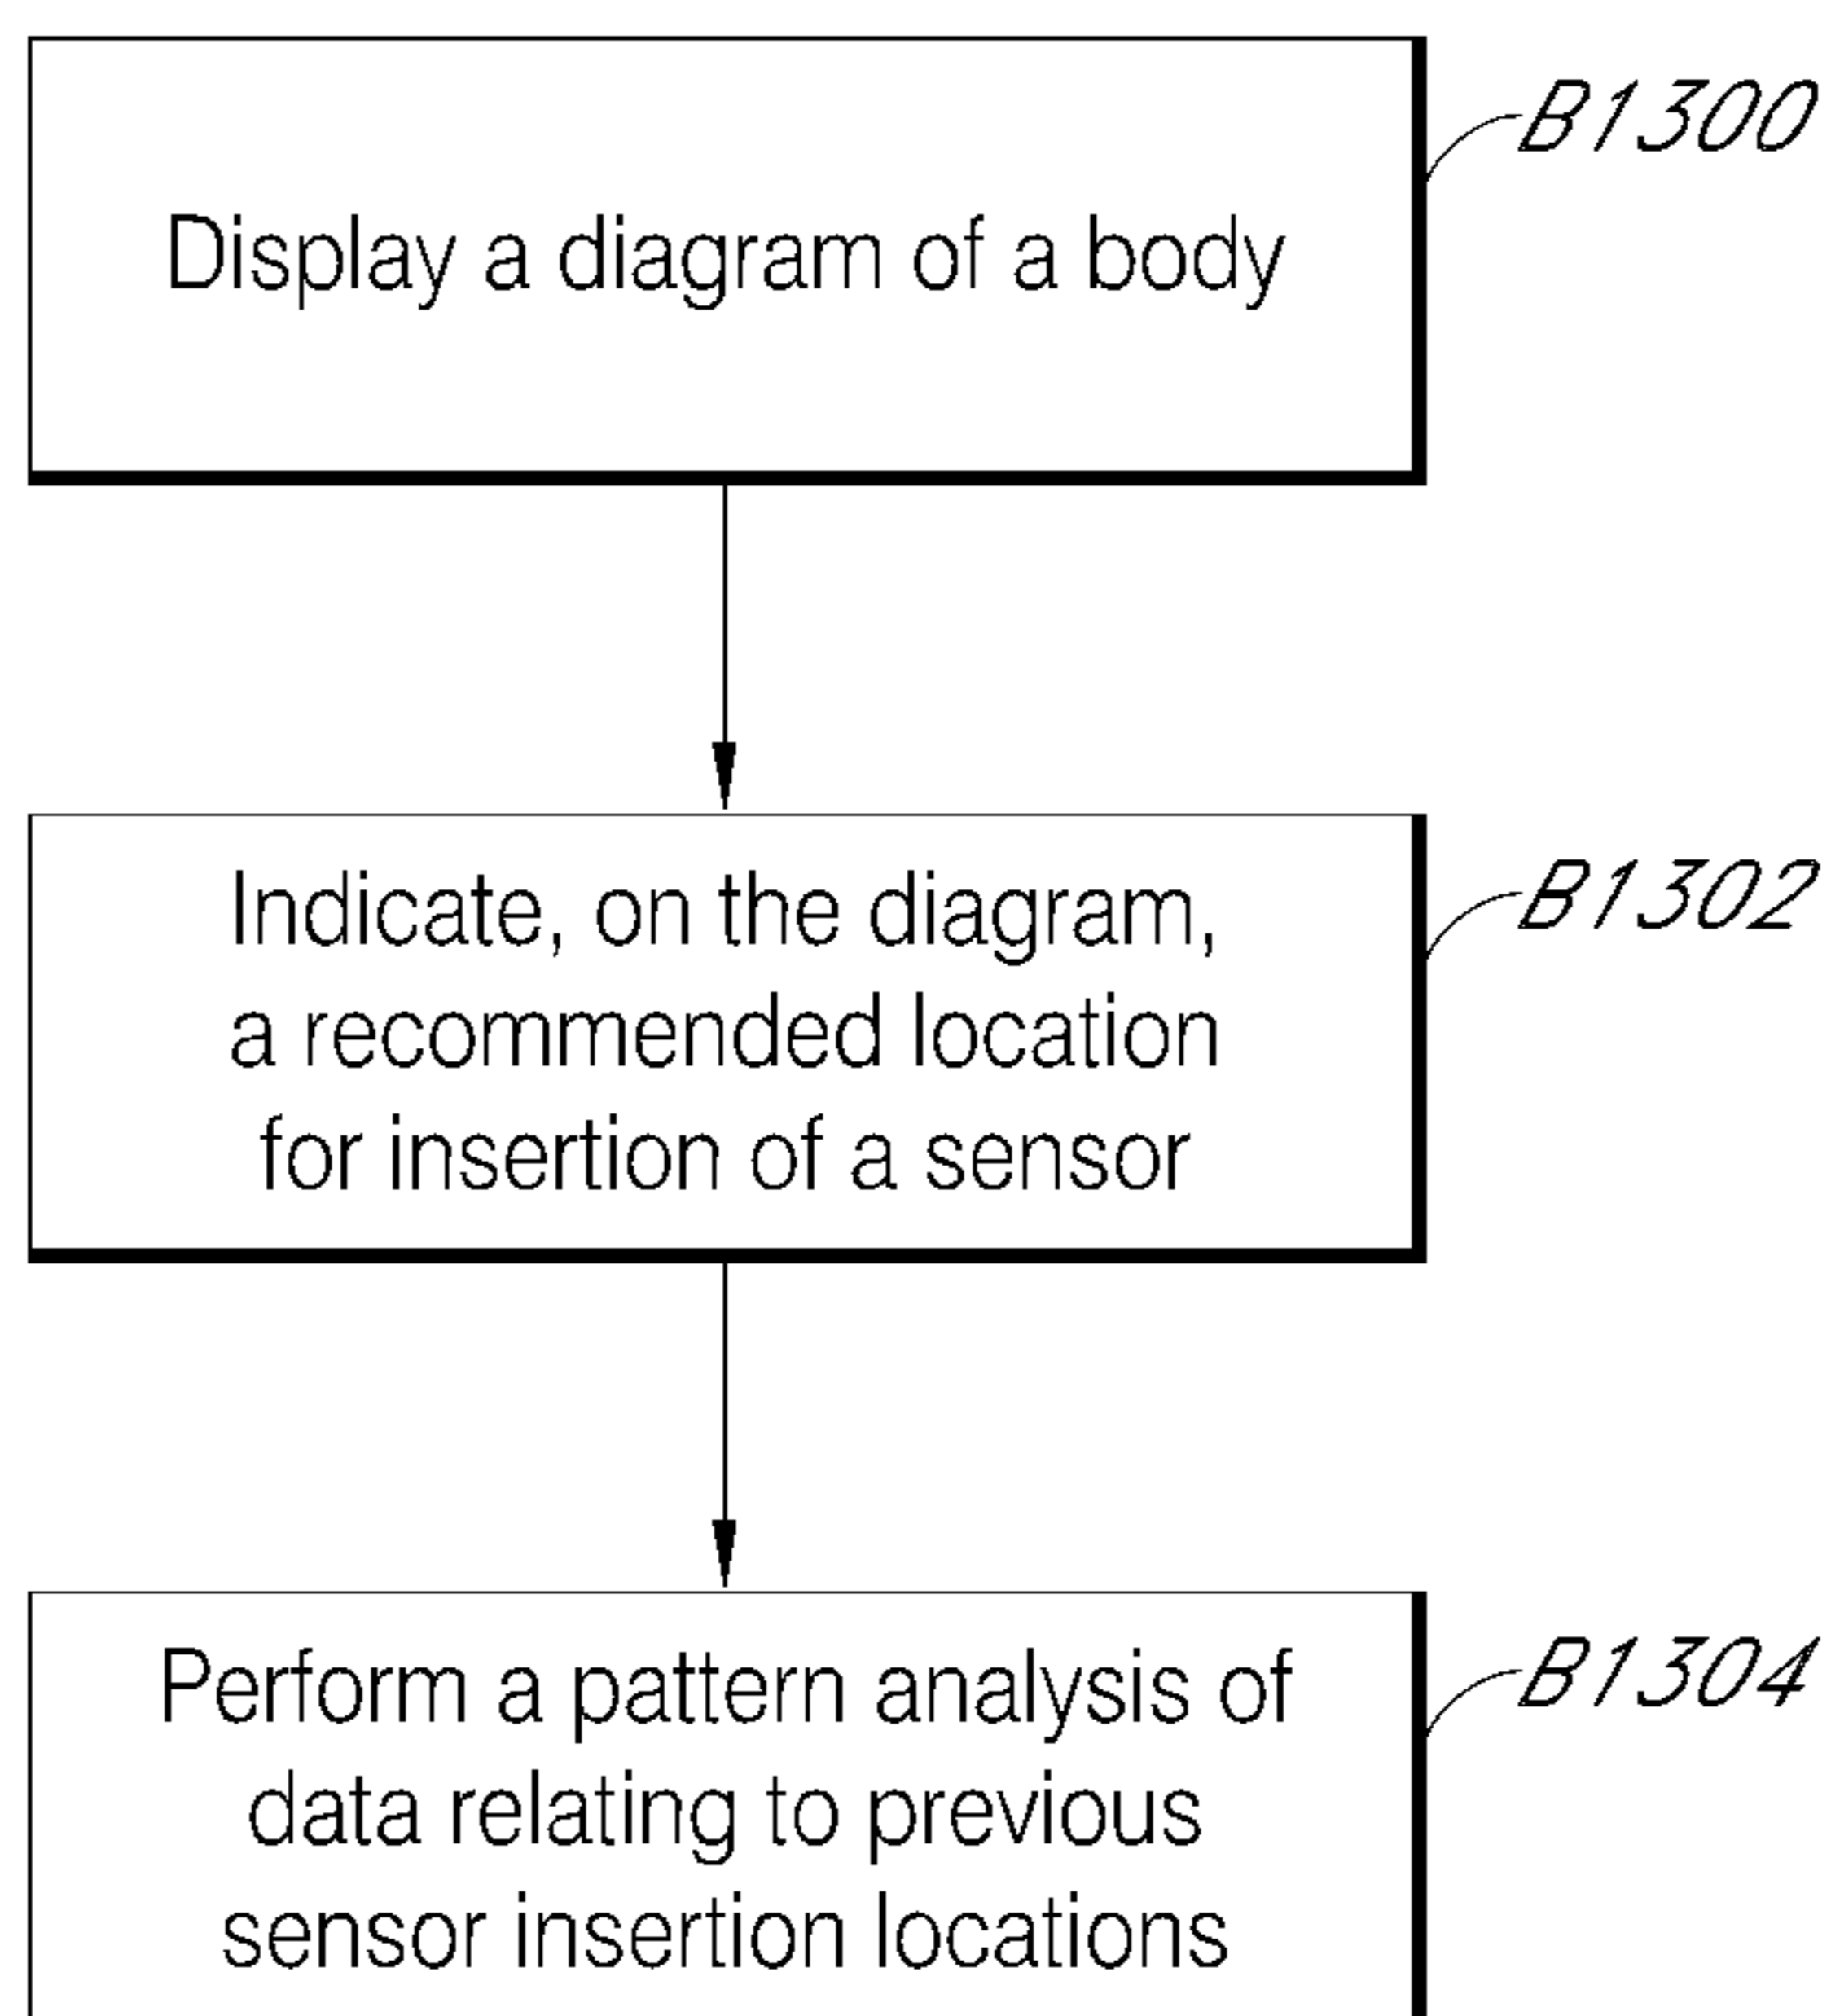 B1300
Display a diagram of a body
B1302
Indicate, on the diagram,
a recommended location
for insertion of a sensor
B1304
Perform a pattern analysis of
data relating to previous
sensor insertion locations